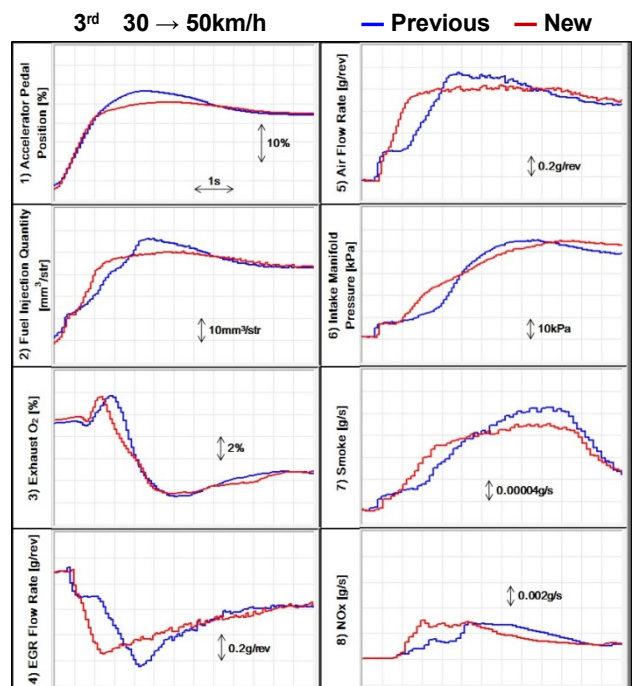 3rd 30 → 50km/h
Previous
New
1) Accelerator Pedal
Position [%]
10%
1s
2) Fuel Injection Quantity
[mm3/str]
10mm³/str
3) Exhaust O₂ [%]
2%
4) EGR Flow Rate [g/rev]
0.2g/rev
5) Air Flow Rate [g/rev]
0.2g/rev
6) Intake Manifold
Pressure [kPa]
10kPa
7) Smoke [g/s]
0.00004g/s
8) NOx [g/s]
0.002g/s